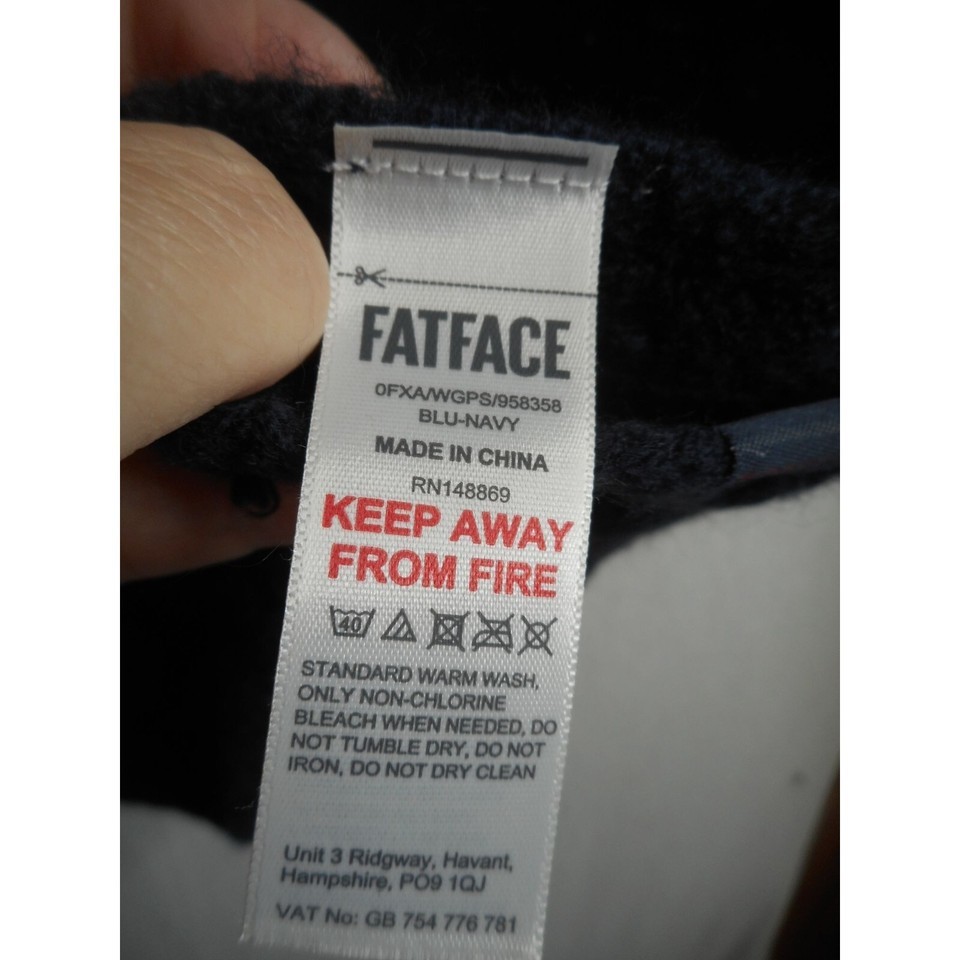 FATFACE
0FXA/WGPS/958358
BLU-NAVY
MADE IN CHINA
RN148869
KEEP AWAY
FROM FIRE
40
STANDARD WARM WASH,
ONLY NON-CHLORINE
BLEACH WHEN NEEDED, DO
NOT TUMBLE DRY, DO NOT
IRON, DO NOT DRY CLEAN
Unit 3 Ridgway, Havant,
Hampshire, PO9 1QJ
VAT No: GB 754 776 781